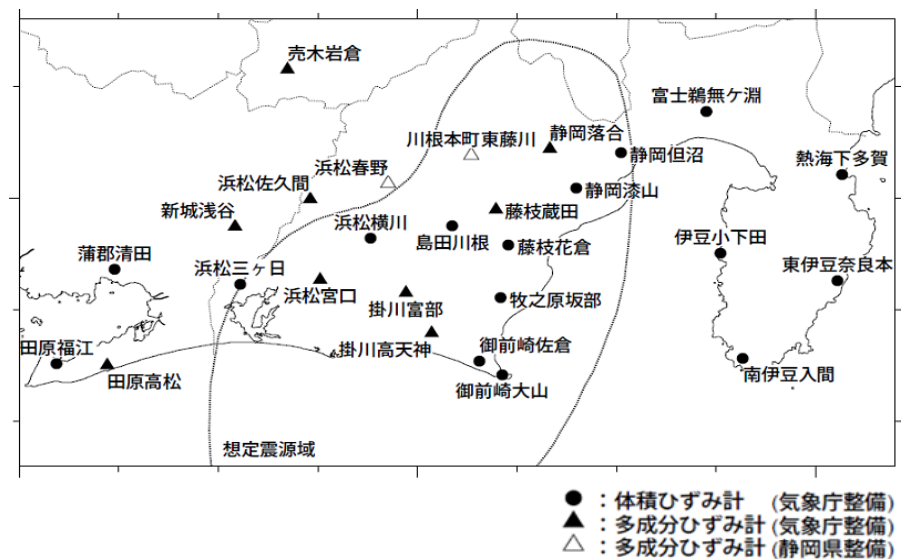 売木岩倉
富士鵜無ケ淵
川根本町東藤川
静岡落合
浜松春野
静岡但沼
熱海下多賀
浜松佐久間
静岡漆山
新城浅谷
浜松横川
藤枝蔵田
島田川根
藤枝花倉
伊豆小下田
蒲郡清田
浜松三ヶ日
東伊豆奈良本
浜松宮口
掛川富部
牧之原坂部
田原福江
掛川高天神
御前崎佐倉
田原高松
御前崎大山
南伊豆入間
想定震源域
●：体積ひずみ計 (気象庁整備)
▲：多成分ひずみ計 (気象庁整備)
△：多成分ひずみ計 (静岡県整備)